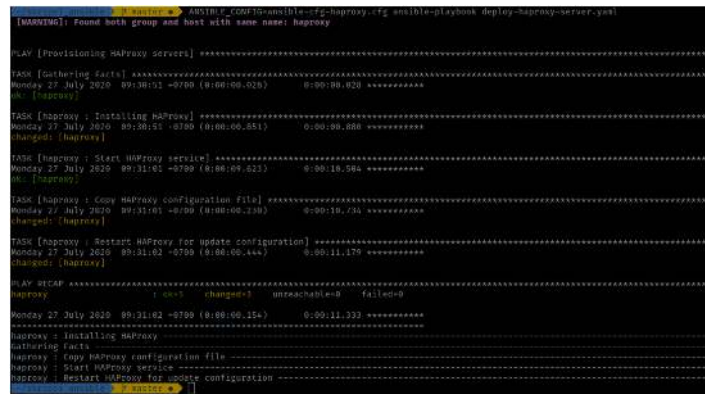 master ● ANSIBLE_CONFIG=ansible-cfg-haproxy.cfg ansible-playbook deploy-haproxy-server.yaml
[WARNING]: Found both group and host with same name: haproxy
PLAY [Provisioning HAProxy servers] ***
TASK [Gathering Facts] ***
Monday 27 July 2020 09:30:51 -0700 (0:00:00.028) 0:00:00.028 ***********
ok: [haproxy]
TASK [haproxy : Installing HAProxy] ***
Monday 27 July 2020 09:30:51 -0700 (0:00:00.851) 0:00:00.880 ***********
changed: [haproxy]
TASK [haproxy : Start HAProxy service] ***
Monday 27 July 2020 09:31:01 -0700 (0:00:09.623) 0:00:10.504 ***********
ok: [haproxy]
TASK [haproxy : Copy HAProxy configuration file] ***
Monday 27 July 2020 09:31:01 -0700 (0:00:00.230) 0:00:10.734 ***********
changed: [haproxy]
TASK [haproxy : Restart HAProxy for update configuration] ***
Monday 27 July 2020 09:31:02 -0700 (0:00:00.444) 0:00:11.179 ***********
changed: [haproxy]
PLAY RECAP ***
haproxy : ok=5 changed=3 unreachable=0 failed=0
Monday 27 July 2020 09:31:02 -0700 (0:00:00.154) 0:00:11.333 ***********
haproxy : Installing HAProxy ---
Gathering Facts ---
haproxy : Copy HAProxy configuration file ---
haproxy : Start HAProxy service ---
haproxy : Restart HAProxy for update configuration ---
master ●